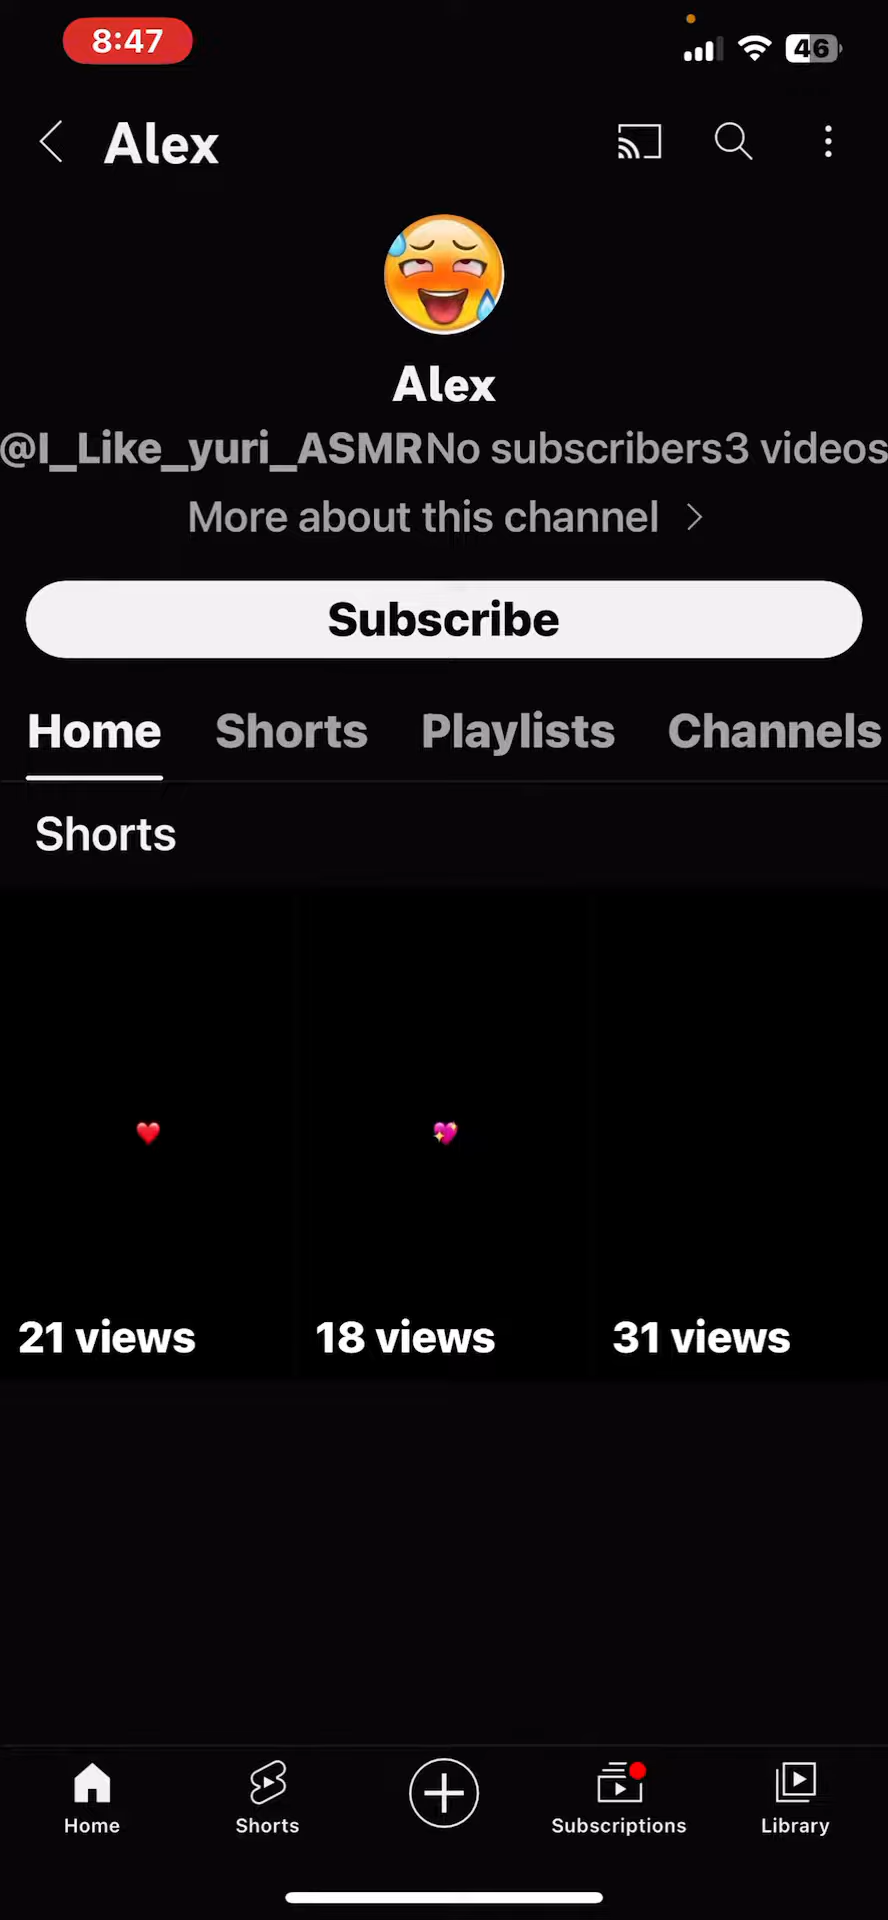 8:47
46
Alex
Alex
@I_Like_yuri_ASMRNo subscribers3 videos
More about this channel
Subscribe
Home Shorts Playlists Channels
Shorts
21 views 18 views 31 views
Home Shorts Subscriptions Library